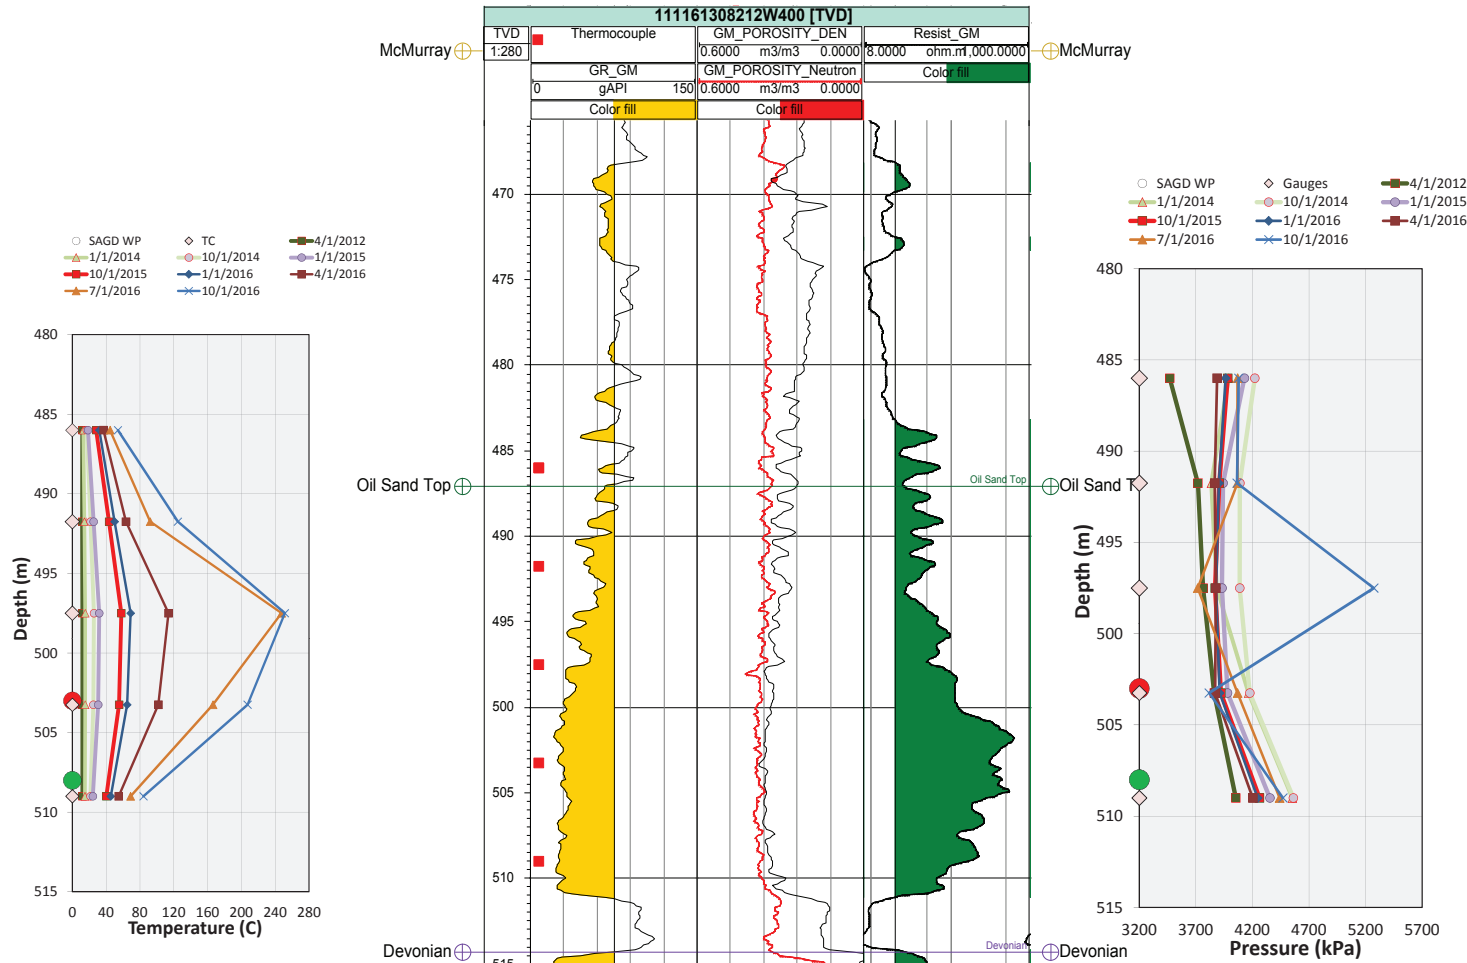 111161308212W400 [TVD]
TVD
Thermocouple
GM_POROSITY_DEN
Resist_GM
McMurray
1:280
0.6000 m3/m3 0.0000
8.0000 ohm.m 1,000.0000
McMurray
GR_GM
GM_POROSITY_Neutron
Color fill
0 gAPI 150
0.6000 m3/m3 0.0000
Color fill
Color fill
470
475
480
485
490
495
500
505
510
515
Oil Sand Top
Oil Sand Top
Oil Sand T
Devonian
Devonian
Devonian
SAGD WP
TC
4/1/2012
1/1/2014
10/1/2014
1/1/2015
10/1/2015
1/1/2016
4/1/2016
7/1/2016
10/1/2016
480
485
490
495
500
505
510
515
Depth (m)
0 40 80 120 160 200 240 280
Temperature (C)
SAGD WP
Gauges
4/1/2012
1/1/2014
10/1/2014
1/1/2015
10/1/2015
1/1/2016
4/1/2016
7/1/2016
10/1/2016
480
485
490
495
500
505
510
515
Depth (m)
3200 3700 4200 4700 5200 5700
Pressure (kPa)